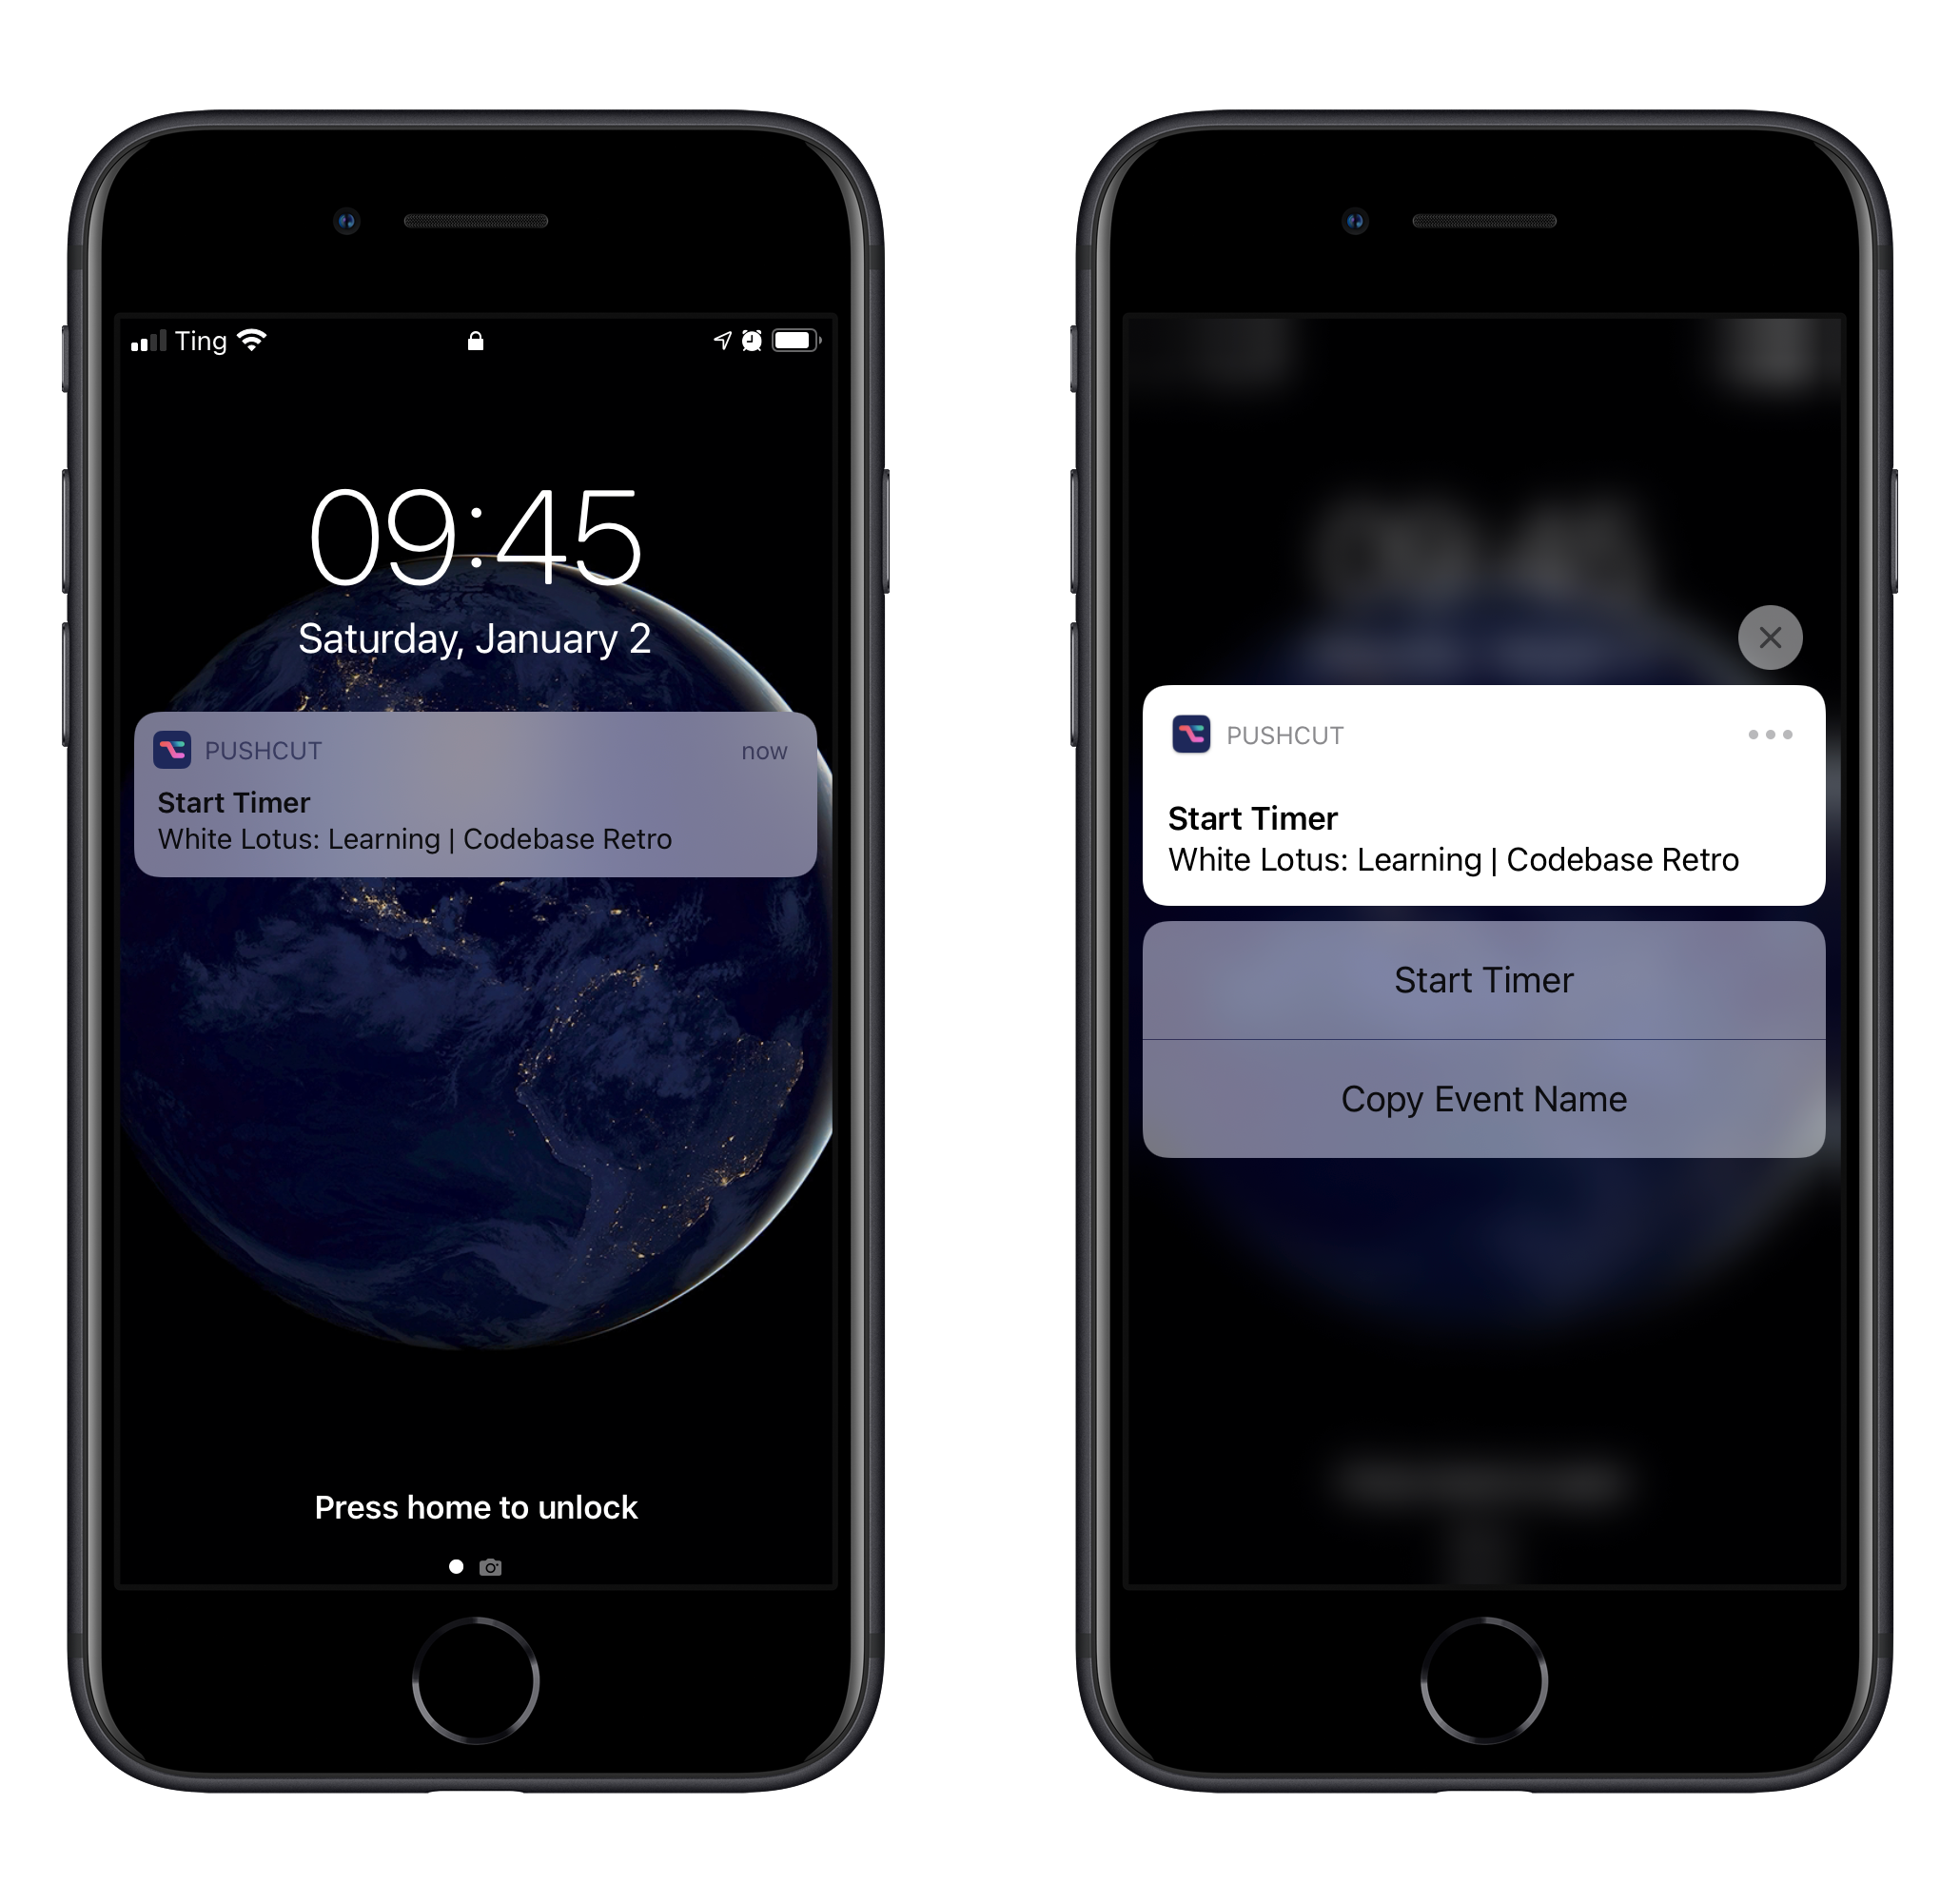 Ting
09:45
Saturday, January 2
PUSHCUT now
Start Timer
White Lotus: Learning | Codebase Retro
Press home to unlock
PUSHCUT
Start Timer
White Lotus: Learning | Codebase Retro
Start Timer
Copy Event Name